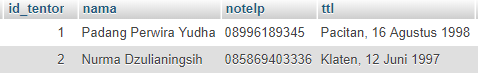 id_tentor nama notelp ttl
1 Padang Perwira Yudha 08996189345 Pacitan, 16 Agustus 1998
2 Nurma Dzulianingsih 085869403336 Klaten, 12 Juni 1997